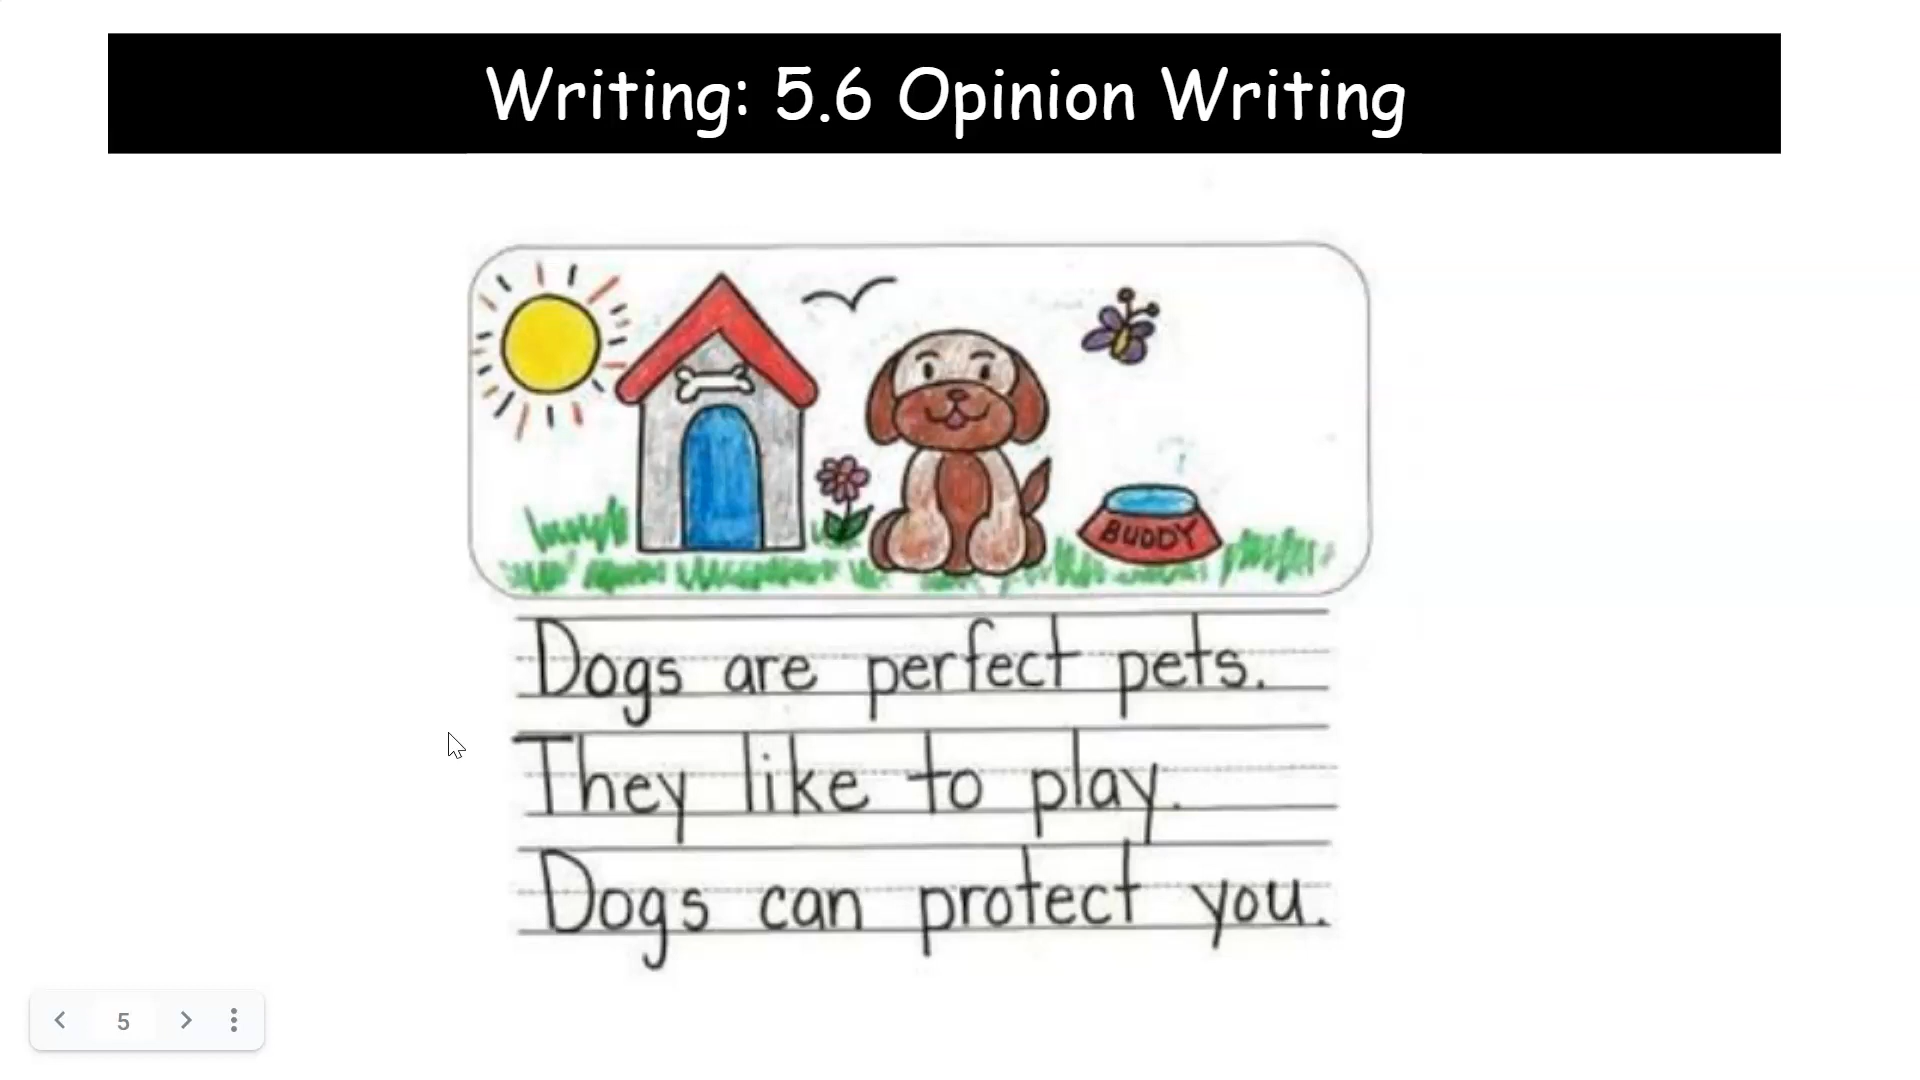 Writing: 5.6 Opinion Writing
BUDDY
Dogs are perfect pets.
They like to play.
Dogs can protect you.
5